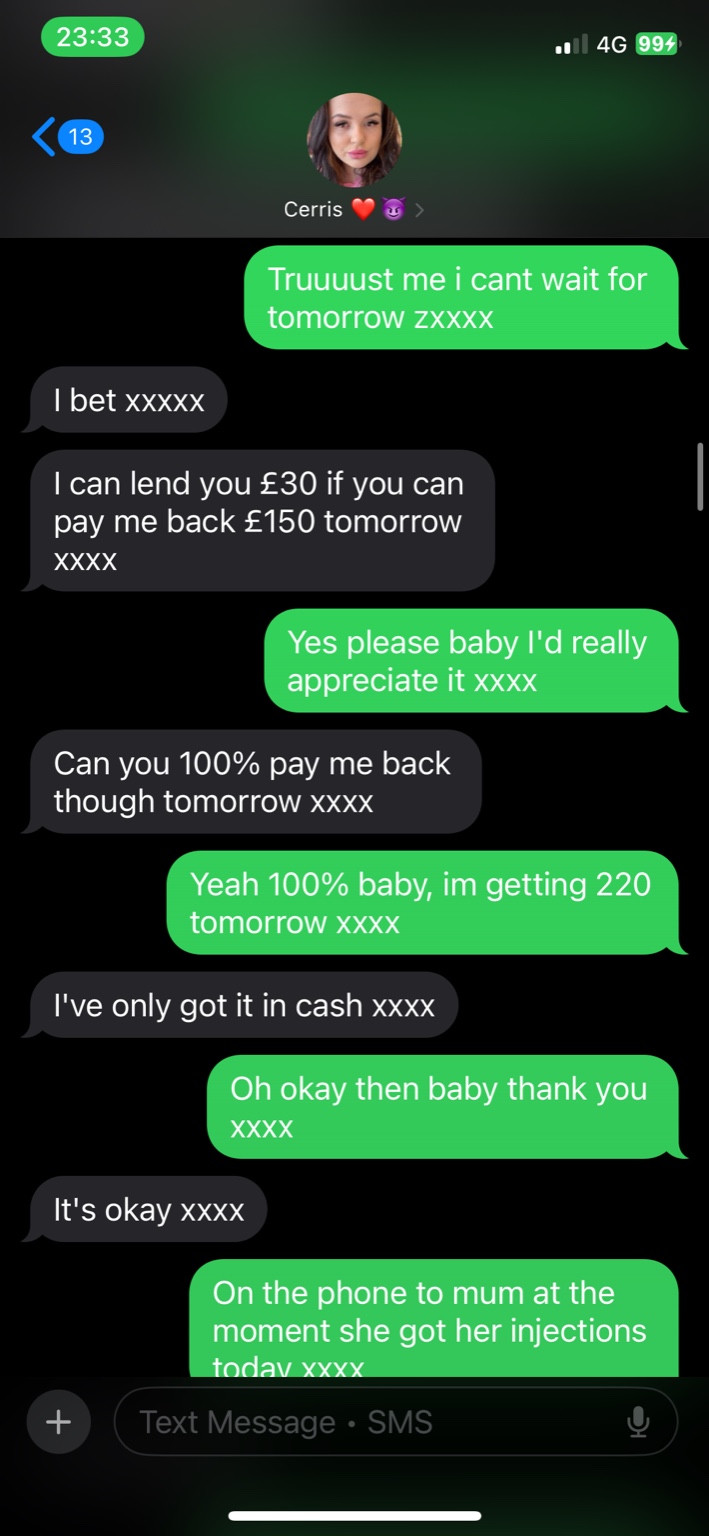 23:33
4G 99
13
Cerris ❤️ 😈
Truuuust me i cant wait for
tomorrow zxxxx
I bet xxxxx
I can lend you £30 if you can
pay me back £150 tomorrow
xxxx
Yes please baby I'd really
appreciate it xxxx
Can you 100% pay me back
though tomorrow xxxx
Yeah 100% baby, im getting 220
tomorrow xxxx
I've only got it in cash xxxx
Oh okay then baby thank you
xxxx
It's okay xxxx
On the phone to mum at the
moment she got her injections
today xxxx
Text Message • SMS